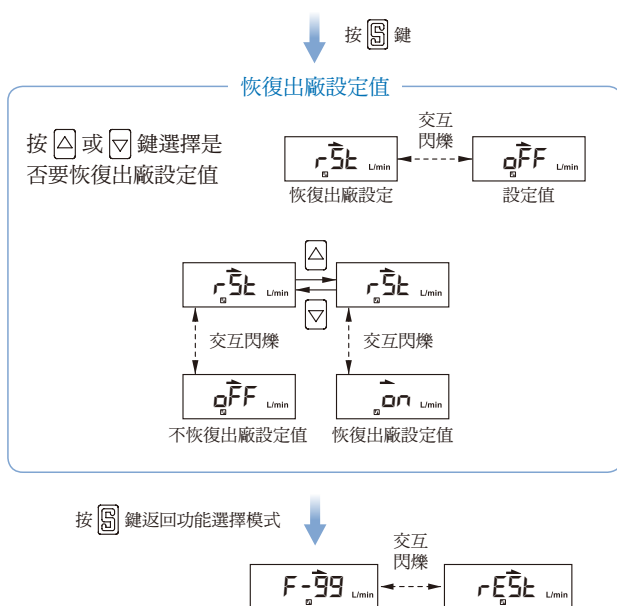 按 S 鍵
恢復出廠設定值
按 △ 或 ▽ 鍵選擇是
否要恢復出廠設定值
交互
閃爍
rSt L/min
oFF L/min
恢復出廠設定
設定值
△
rSt L/min
rSt L/min
▽
交互閃爍
交互閃爍
oFF L/min
on L/min
不恢復出廠設定值
恢復出廠設定值
按 S 鍵返回功能選擇模式
交互
閃爍
F-99 L/min
rESt L/min